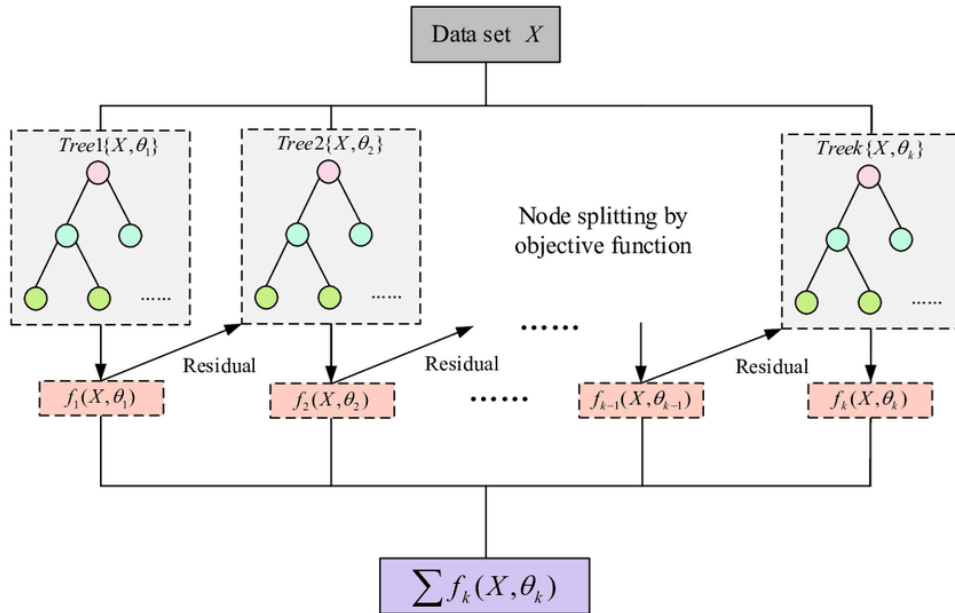 Data set X
Tree1{X,θ₁}
Tree2{X,θ₂}
Treek{X,θₖ}
Node splitting by
objective function
......
......
......
......
Residual
Residual
Residual
f₁(X,θ₁)
f₂(X,θ₂)
......
fₖ₋₁(X,θₖ₋₁)
fₖ(X,θₖ)
∑fₖ(X,θₖ)